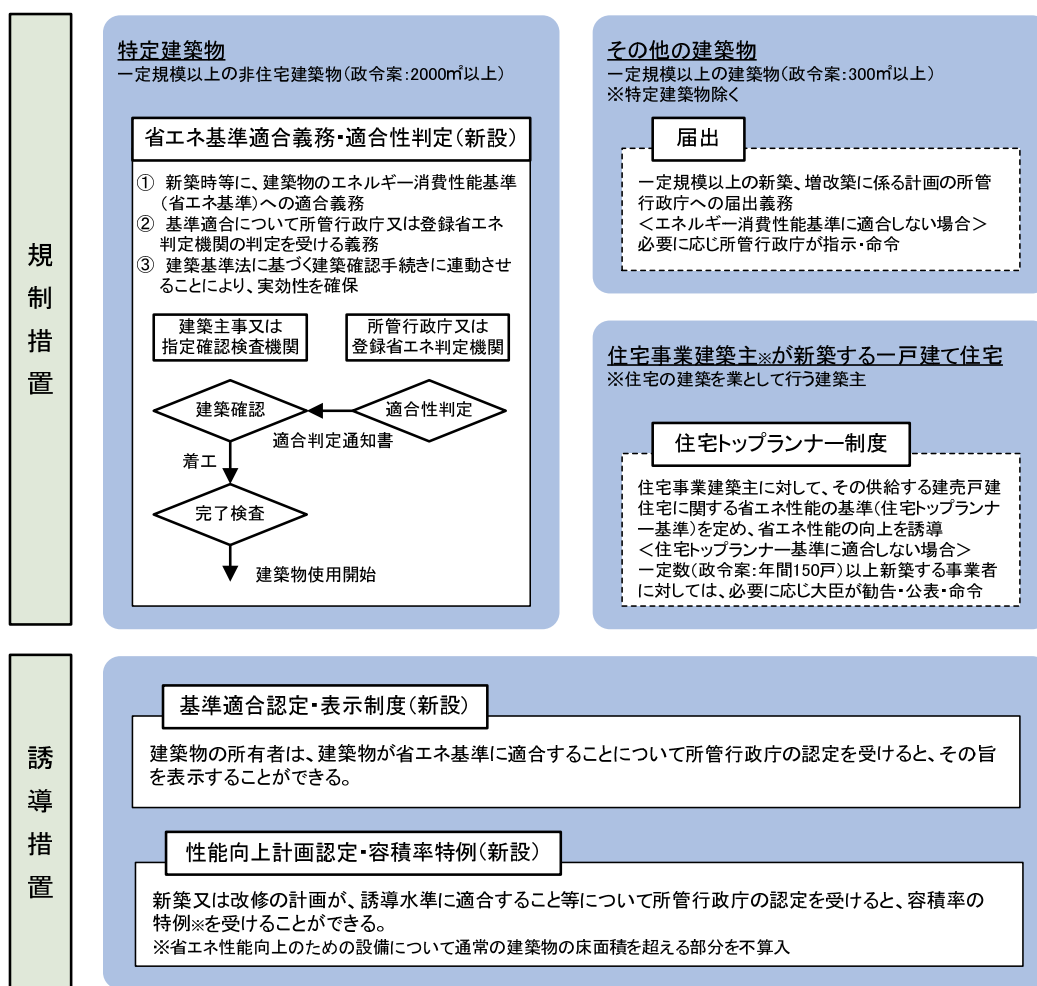 規制措置
特定建築物
一定規模以上の非住宅建築物(政令案:2000㎡以上)
省エネ基準適合義務・適合性判定(新設)
① 新築時等に、建築物のエネルギー消費性能基準
(省エネ基準)への適合義務
② 基準適合について所管行政庁又は登録省エネ
判定機関の判定を受ける義務
③ 建築基準法に基づく建築確認手続きに連動させ
ることにより、実効性を確保
建築主事又は
指定確認検査機関
所管行政庁又は
登録省エネ判定機関
建築確認
適合性判定
適合判定通知書
着工
完了検査
建築物使用開始
その他の建築物
一定規模以上の建築物(政令案:300㎡以上)
※特定建築物除く
届出
一定規模以上の新築、増改築に係る計画の所管
行政庁への届出義務
<エネルギー消費性能基準に適合しない場合>
必要に応じ所管行政庁が指示・命令
住宅事業建築主※が新築する一戸建て住宅
※住宅の建築を業として行う建築主
住宅トップランナー制度
住宅事業建築主に対して、その供給する建売戸建
住宅に関する省エネ性能の基準(住宅トップランナ
ー基準)を定め、省エネ性能の向上を誘導
<住宅トップランナー基準に適合しない場合>
一定数(政令案:年間150戸)以上新築する事業者
に対しては、必要に応じ大臣が勧告・公表・命令
誘導措置
基準適合認定・表示制度(新設)
建築物の所有者は、建築物が省エネ基準に適合することについて所管行政庁の認定を受けると、その旨
を表示することができる。
性能向上計画認定・容積率特例(新設)
新築又は改修の計画が、誘導水準に適合すること等について所管行政庁の認定を受けると、容積率の
特例※を受けることができる。
※省エネ性能向上のための設備について通常の建築物の床面積を超える部分を不算入